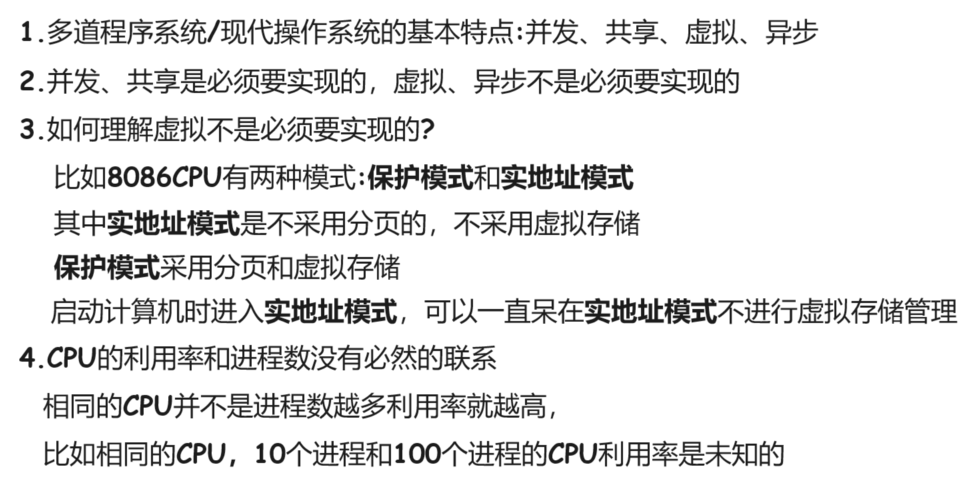 1.多道程序系统/现代操作系统的基本特点:并发、共享、虚拟、异步
2.并发、共享是必须要实现的，虚拟、异步不是必须要实现的
3.如何理解虚拟不是必须要实现的?
比如8086CPU有两种模式:保护模式和实地址模式
其中实地址模式是不采用分页的，不采用虚拟存储
保护模式采用分页和虚拟存储
启动计算机时进入实地址模式，可以一直呆在实地址模式不进行虚拟存储管理
4.CPU的利用率和进程数没有必然的联系
相同的CPU并不是进程数越多利用率就越高，
比如相同的CPU，10个进程和100个进程的CPU利用率是未知的